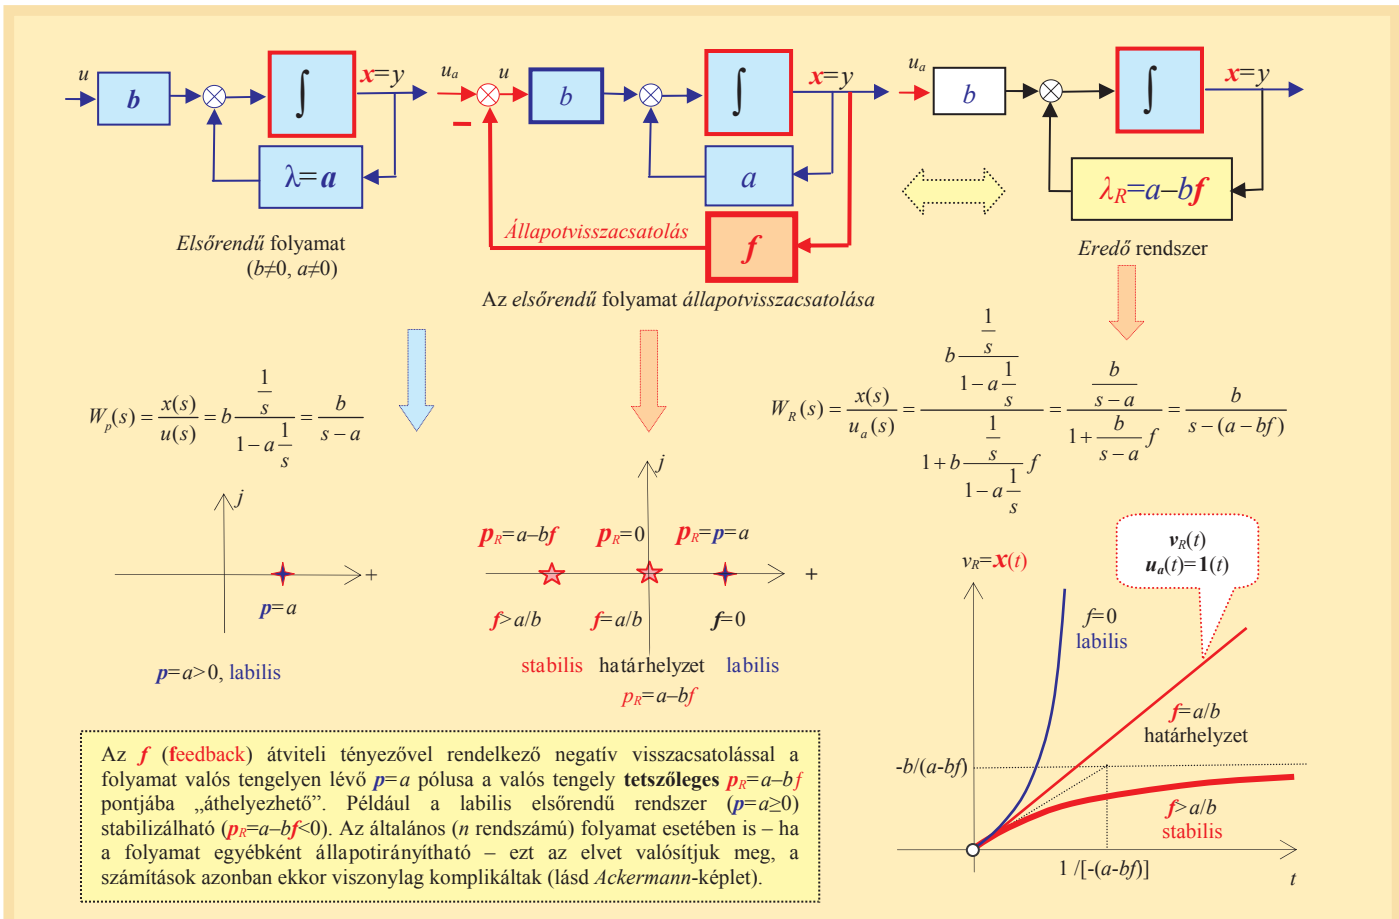 u
b
∫
x=y
λ=a
Elsőrendű folyamat
(b≠0, a≠0)
u_a
u
b
∫
x=y
–
a
Állapotvisszacsatolás
f
Az elsőrendű folyamat állapotvisszacsatolása
u_a
b
∫
x=y
λ_R=a–bf
Eredő rendszer
W_p(s) = x(s)/u(s) = b (1/s)/(1–a(1/s)) = b/(s–a)
W_R(s) = x(s)/u_a(s) = (b (1/s)/(1–a(1/s)))/(1+b (1/s)/(1–a(1/s)) f) = (b/(s–a))/(1+(b/(s–a)) f) = b/(s–(a–bf))
j
+
p=a
p=a>0, labilis
j
p_R=a–bf p_R=0 p_R=p=a
+
f>a/b f=a/b f=0
stabilis határhelyzet labilis
p_R=a–bf
v_R=x(t)
v_R(t)
u_a(t)=1(t)
f=0
labilis
f=a/b
határhelyzet
-b/(a-bf)
f>a/b
stabilis
1 /[-(a-bf)]
t
Az f (feedback) átviteli tényezővel rendelkező negatív visszacsatolással a
folyamat valós tengelyen lévő p=a pólusa a valós tengely tetszőleges p_R=a–bf
pontjába „áthelyezhető”. Például a labilis elsőrendű rendszer (p=a≥0)
stabilizálható (p_R=a–bf<0). Az általános (n rendszámú) folyamat esetében is – ha
a folyamat egyébként állapotirányítható – ezt az elvet valósítjuk meg, a
számítások azonban ekkor viszonylag komplikáltak (lásd Ackermann-képlet).